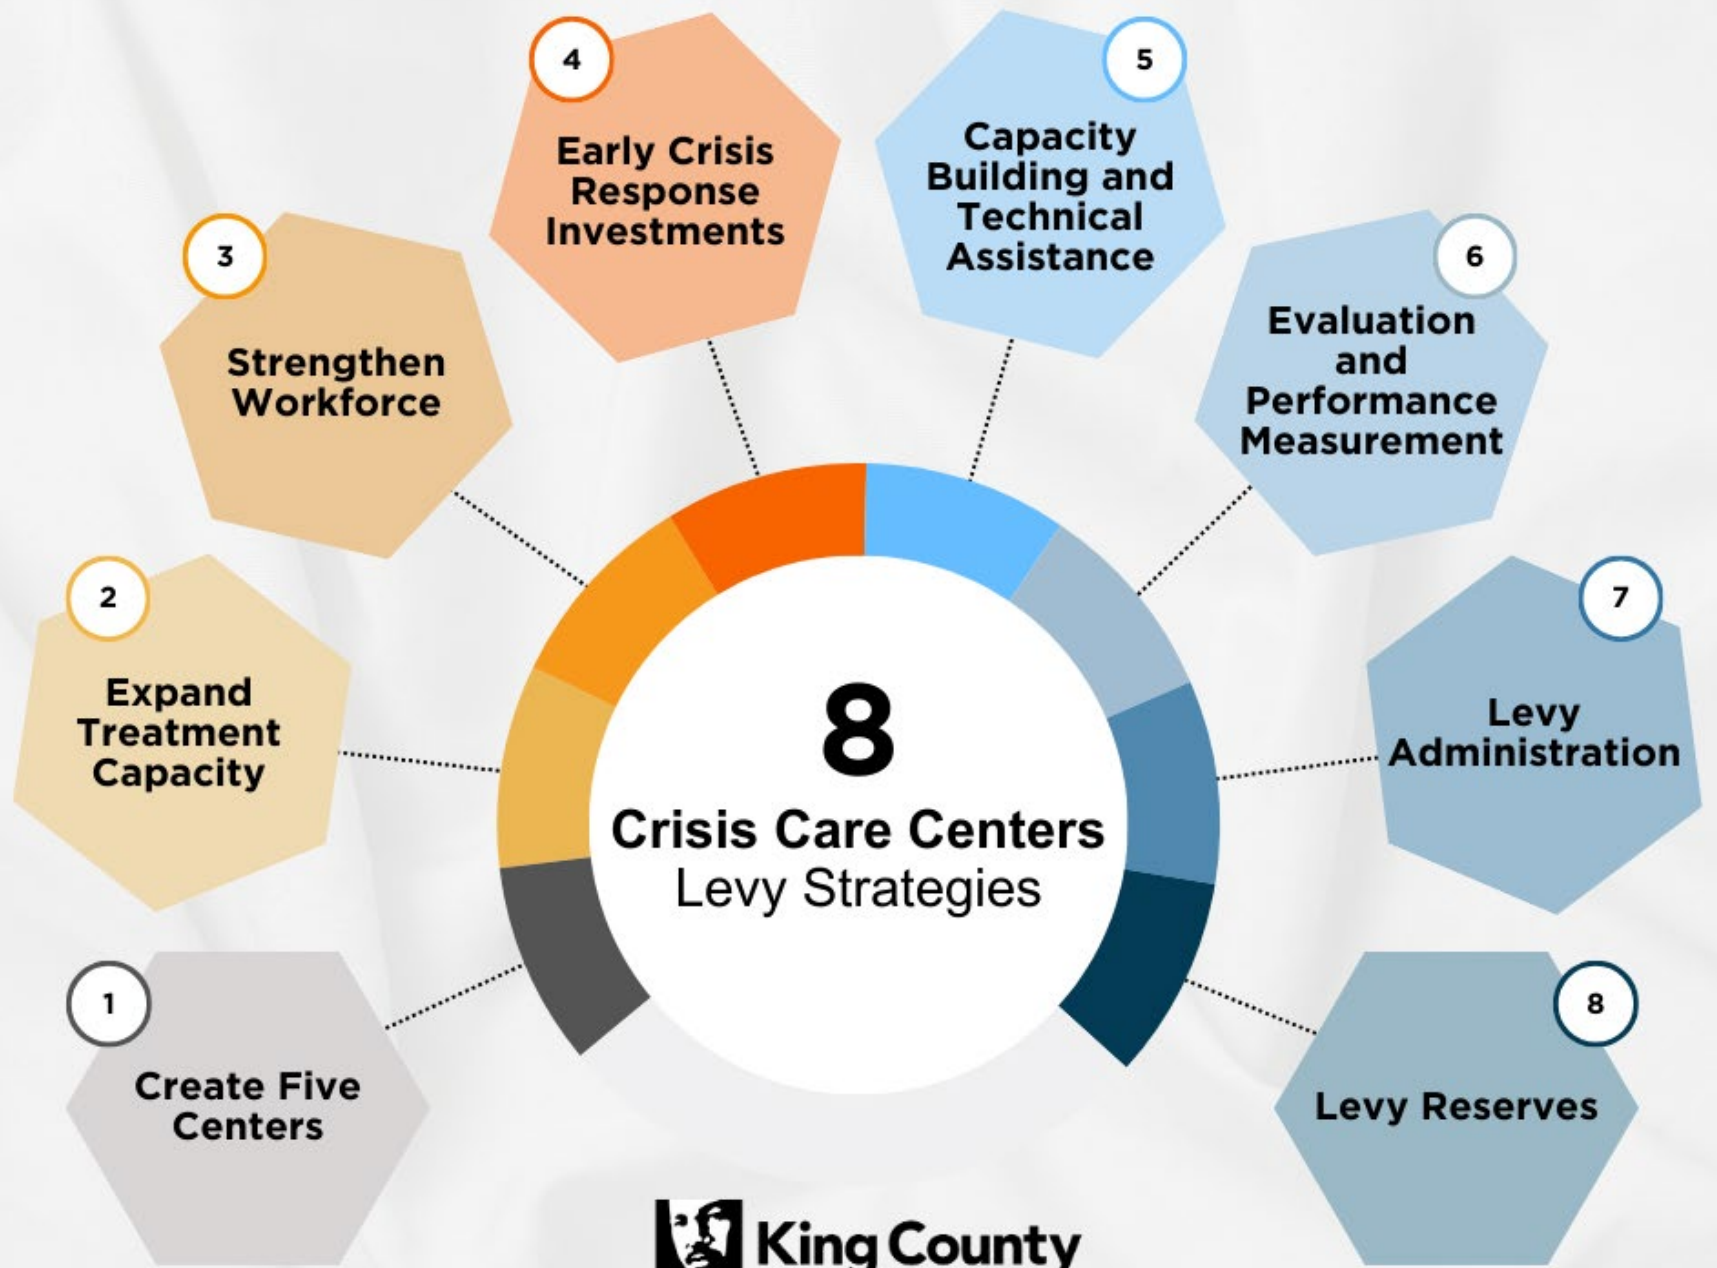 8
Crisis Care Centers
Levy Strategies
1
Create Five
Centers
2
Expand
Treatment
Capacity
3
Strengthen
Workforce
4
Early Crisis
Response
Investments
5
Capacity
Building and
Technical
Assistance
6
Evaluation
and
Performance
Measurement
7
Levy
Administration
8
Levy Reserves
King County